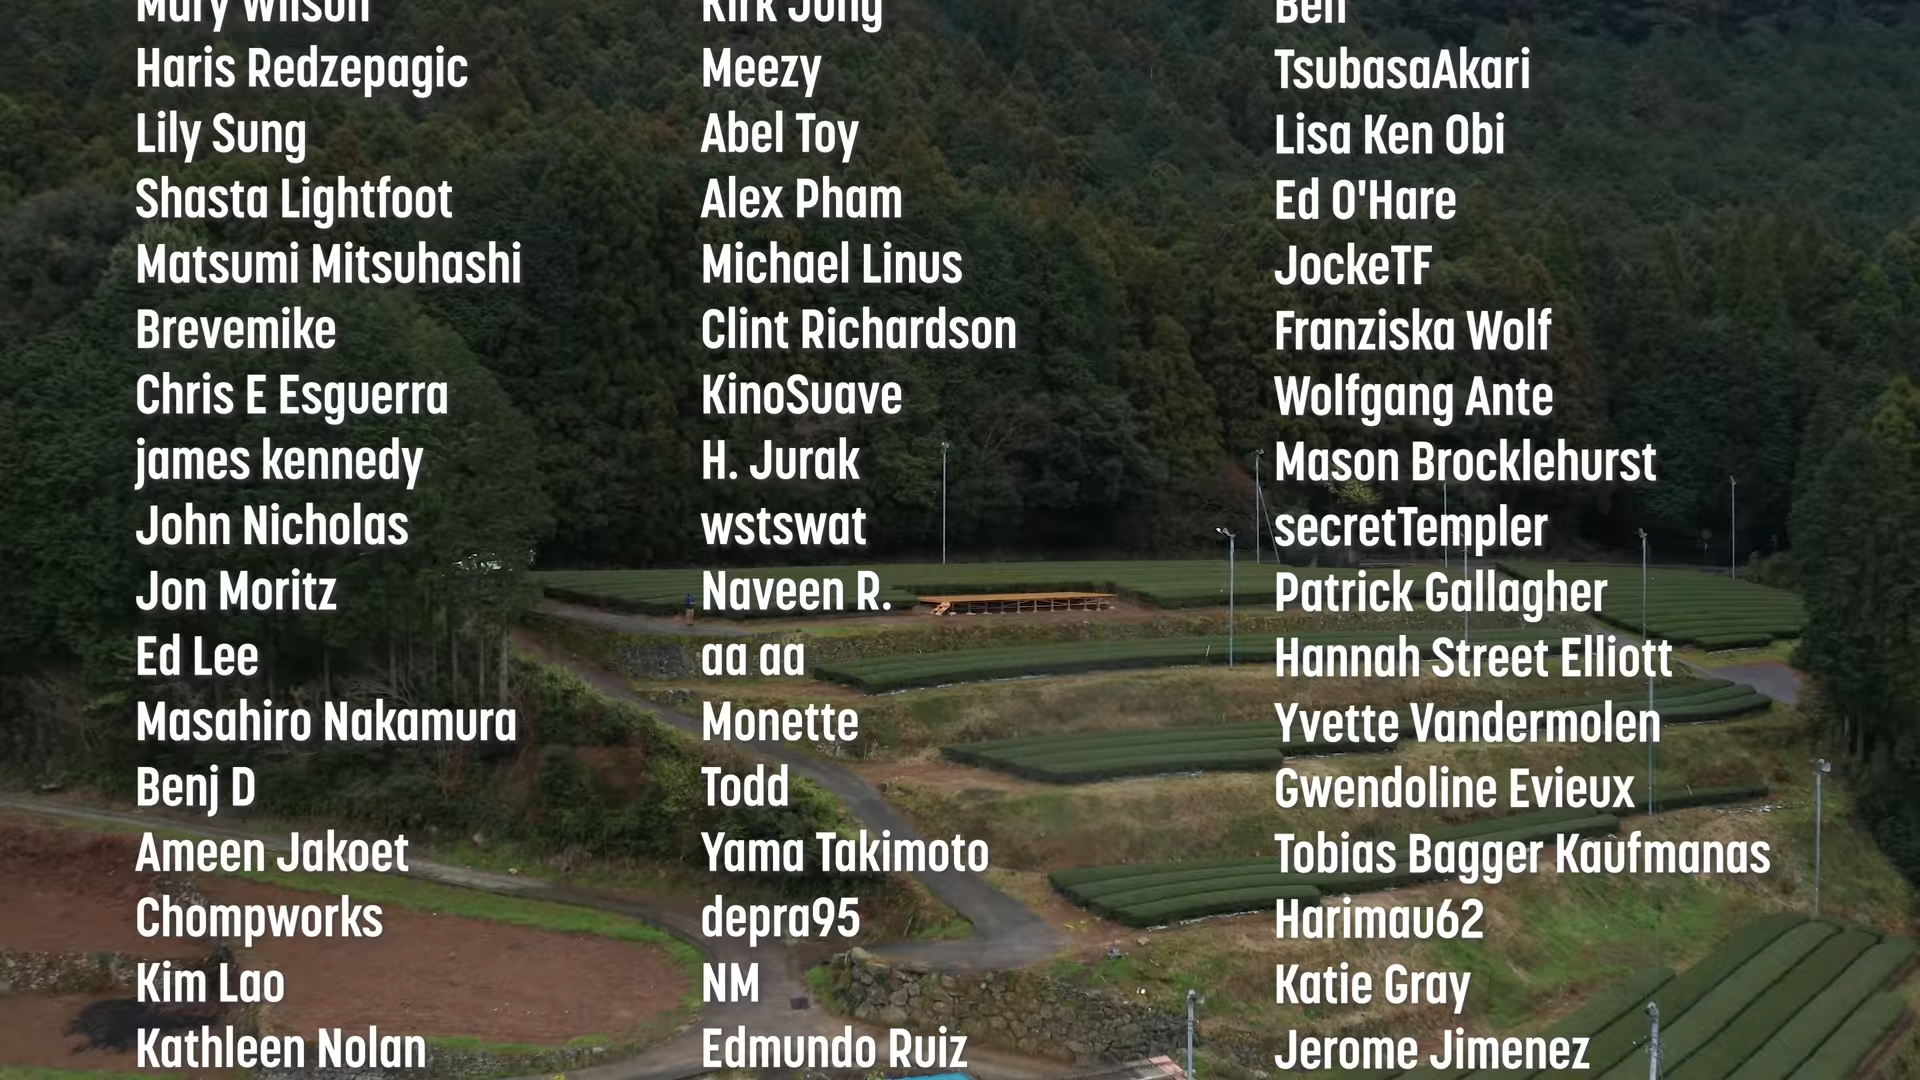 Mary Wilson
Haris Redzepagic
Lily Sung
Shasta Lightfoot
Matsumi Mitsuhashi
Brevemike
Chris E Esguerra
james kennedy
John Nicholas
Jon Moritz
Ed Lee
Masahiro Nakamura
Benj D
Ameen Jakoet
Chompworks
Kim Lao
Kathleen Nolan
Kirk Jong
Meezy
Abel Toy
Alex Pham
Michael Linus
Clint Richardson
KinoSuave
H. Jurak
wstswat
Naveen R.
aa aa
Monette
Todd
Yama Takimoto
depra95
NM
Edmundo Ruiz
TsubasaAkari
Lisa Ken Obi
Ed O'Hare
JockeTF
Franziska Wolf
Wolfgang Ante
Mason Brocklehurst
secretTempler
Patrick Gallagher
Hannah Street Elliott
Yvette Vandermolen
Gwendoline Evieux
Tobias Bagger Kaufmanas
Harimau62
Katie Gray
Jerome Jimenez